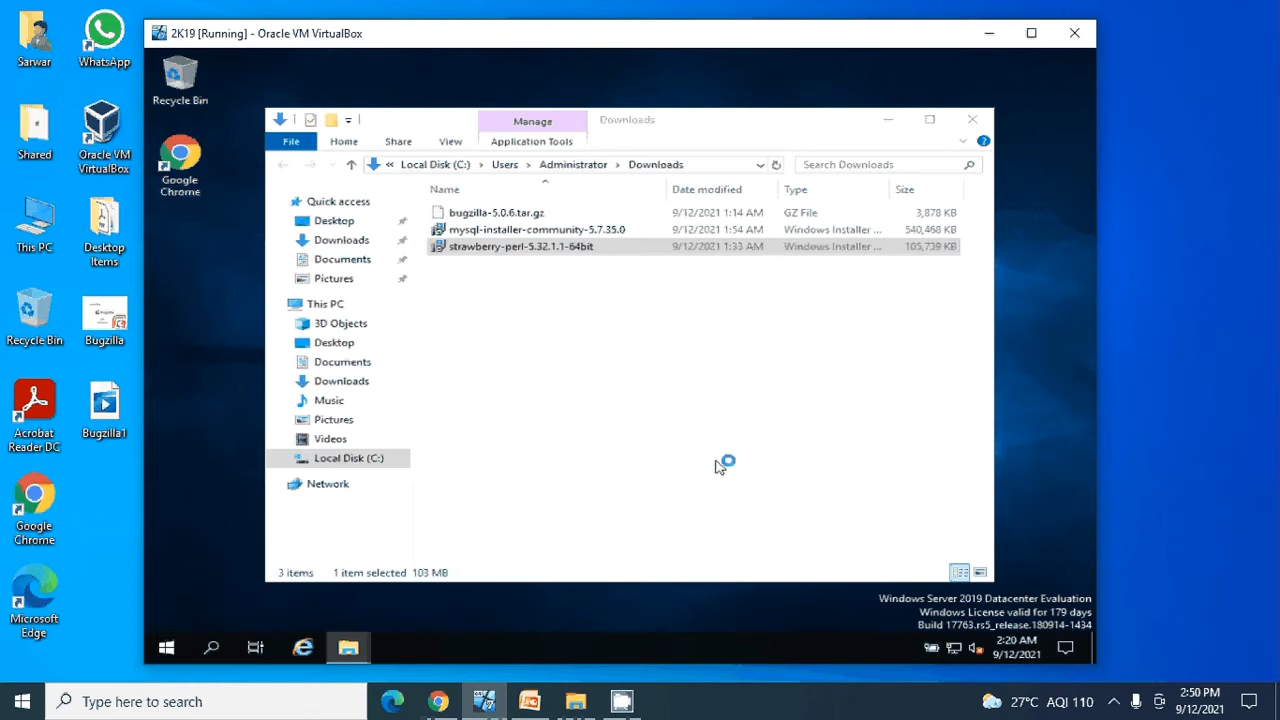 Sarwar
WhatsApp
Shared
Oracle VM
VirtualBox
This PC
Desktop
Items
Recycle Bin
Bugzilla
Acrobat
Reader DC
Bugzilla1
Google
Chrome
Microsoft
Edge
2K19 [Running] - Oracle VM VirtualBox
Recycle Bin
Google
Chrome
Manage
Downloads
File
Home
Share
View
Application Tools
« Local Disk (C:) › Users › Administrator › Downloads
Search Downloads
Name
Date modified
Type
Size
bugzilla-5.0.6.tar.gz 9/12/2021 1:14 AM GZ File 3,878 KB
mysql-installer-community-5.7.35.0 9/12/2021 1:54 AM Windows Installer ... 540,468 KB
strawberry-perl-5.32.1.1-64bit 9/12/2021 1:33 AM Windows Installer ... 105,739 KB
Quick access
Desktop
Downloads
Documents
Pictures
This PC
3D Objects
Desktop
Documents
Downloads
Music
Pictures
Videos
Local Disk (C:)
Network
3 items 1 item selected 103 MB
Windows Server 2019 Datacenter Evaluation
Windows License valid for 179 days
Build 17763.rs5_release.180914-1434
2:20 AM
9/12/2021
Type here to search
27°C AQI 110
2:50 PM
9/12/2021